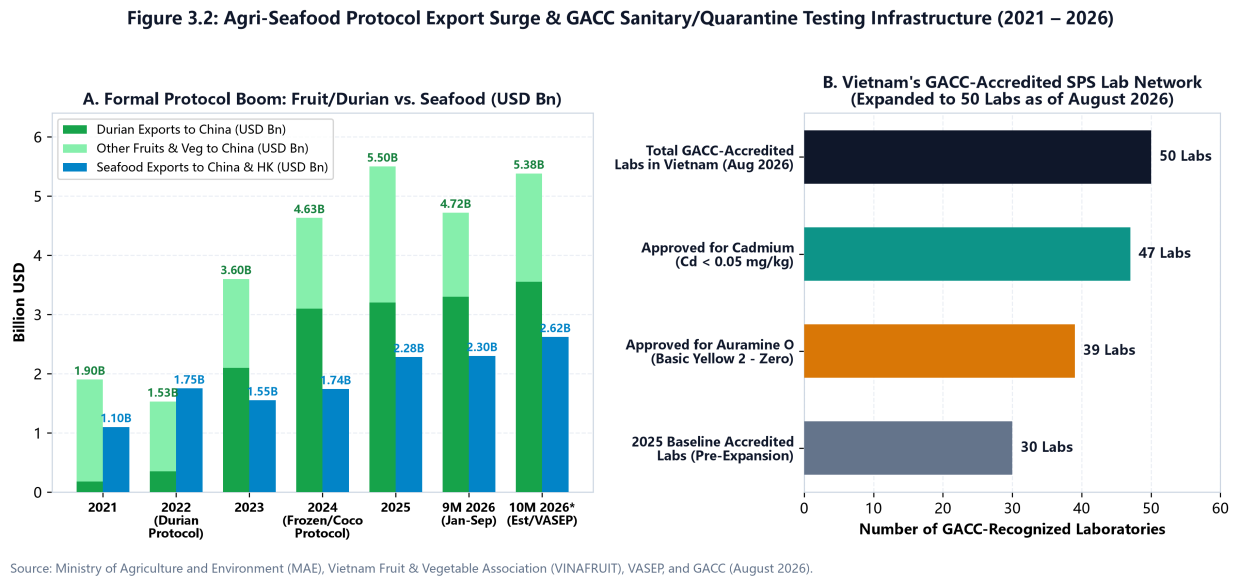 Figure 3.2: Agri-Seafood Protocol Export Surge & GACC Sanitary/Quarantine Testing Infrastructure (2021 – 2026)
A. Formal Protocol Boom: Fruit/Durian vs. Seafood (USD Bn)
Durian Exports to China (USD Bn)
Other Fruits & Veg to China (USD Bn)
Seafood Exports to China & HK (USD Bn)
Billion USD
6
5
4
3
2
1
0
1.90B
1.10B
1.53B
1.75B
3.60B
1.55B
4.63B
1.74B
5.50B
2.28B
4.72B
2.30B
5.38B
2.62B
2021
2022
(Durian
Protocol)
2023
2024
(Frozen/Coco
Protocol)
2025
9M 2026
(Jan-Sep)
10M 2026*
(Est/VASEP)
B. Vietnam's GACC-Accredited SPS Lab Network
(Expanded to 50 Labs as of August 2026)
Total GACC-Accredited
Labs in Vietnam (Aug 2026)
50 Labs
Approved for Cadmium
(Cd < 0.05 mg/kg)
47 Labs
Approved for Auramine O
(Basic Yellow 2 - Zero)
39 Labs
2025 Baseline Accredited
Labs (Pre-Expansion)
30 Labs
0 10 20 30 40 50 60
Number of GACC-Recognized Laboratories
Source: Ministry of Agriculture and Environment (MAE), Vietnam Fruit & Vegetable Association (VINAFRUIT), VASEP, and GACC (August 2026).